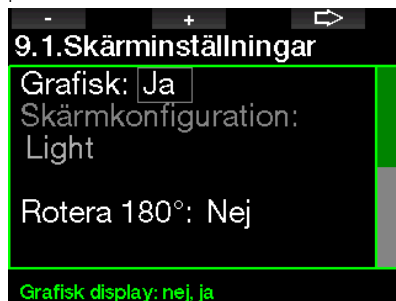 - +
9.1.Skärminställningar
Grafisk: Ja
Skärmkonfiguration:
Light
Rotera 180°: Nej
Grafisk display: nej, ja